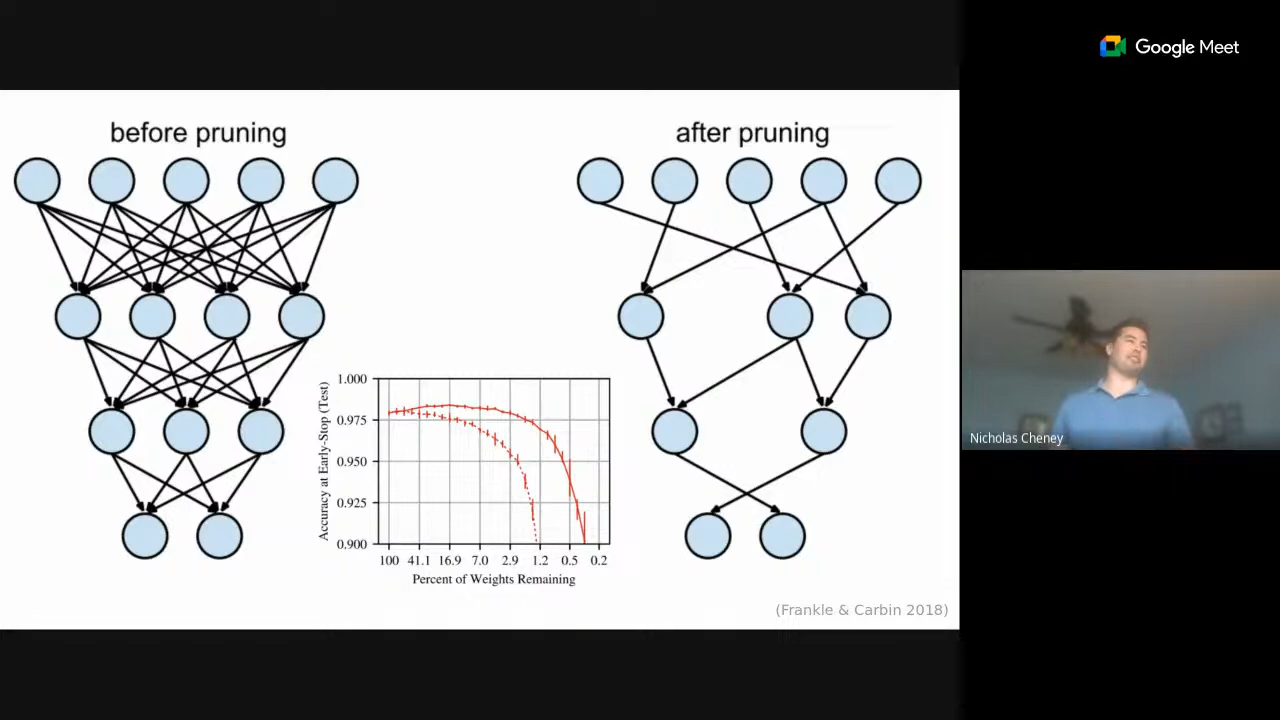 Google Meet
before pruning
after pruning
Accuracy at Early-Stop (Test)
1.000
0.975
0.950
0.925
0.900
100 41.1 16.9 7.0 2.9 1.2 0.5 0.2
Percent of Weights Remaining
(Frankle & Carbin 2018)
Nicholas Cheney